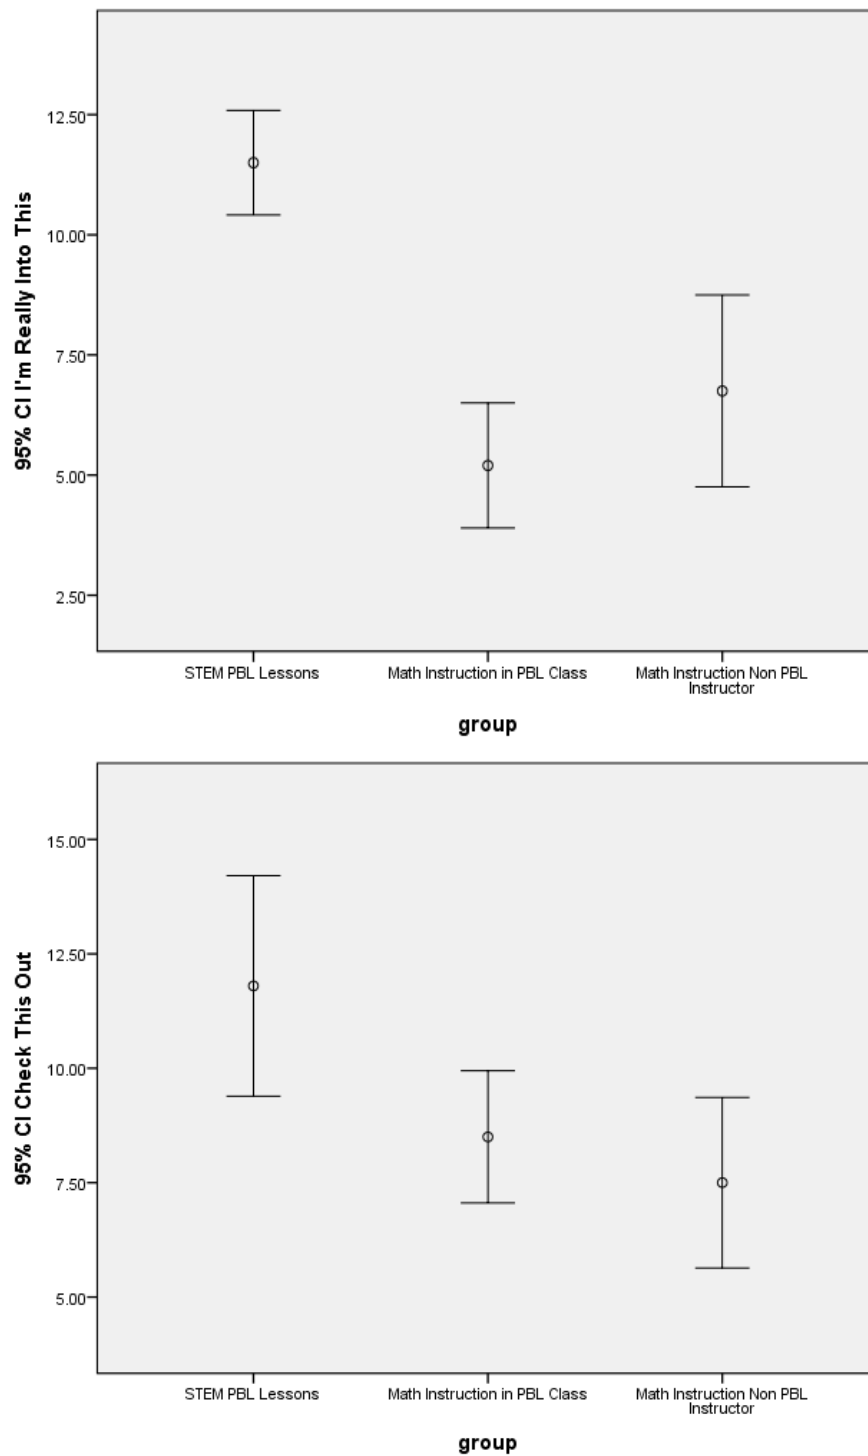 95% CI I'm Really Into This
12.50
10.00
7.50
5.00
2.50
STEM PBL Lessons
Math Instruction in PBL Class
Math Instruction Non PBL
Instructor
group
95% CI Check This Out
15.00
12.50
10.00
7.50
5.00
STEM PBL Lessons
Math Instruction in PBL Class
Math Instruction Non PBL
Instructor
group